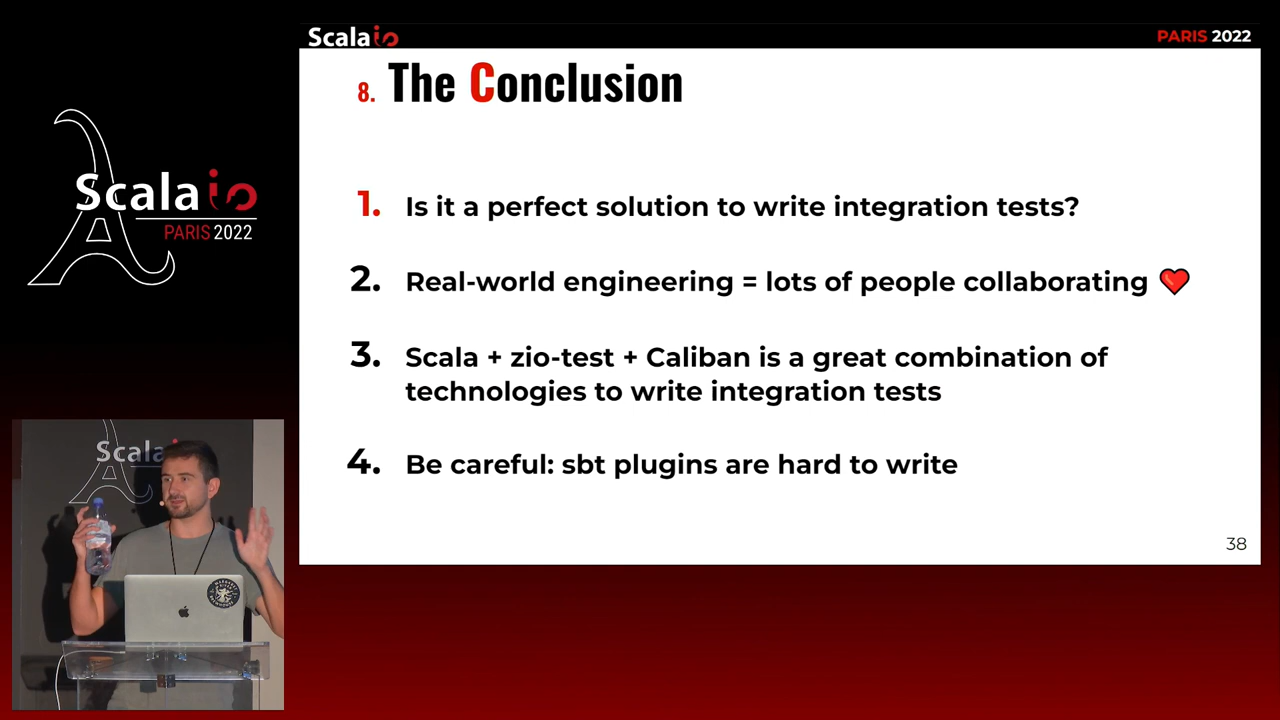 Scala io
PARIS 2022
8. The Conclusion
Scala io
PARIS 2022
1. Is it a perfect solution to write integration tests?
2. Real-world engineering = lots of people collaborating ❤️
3. Scala + zio-test + Caliban is a great combination of
technologies to write integration tests
4. Be careful: sbt plugins are hard to write
Scala
38